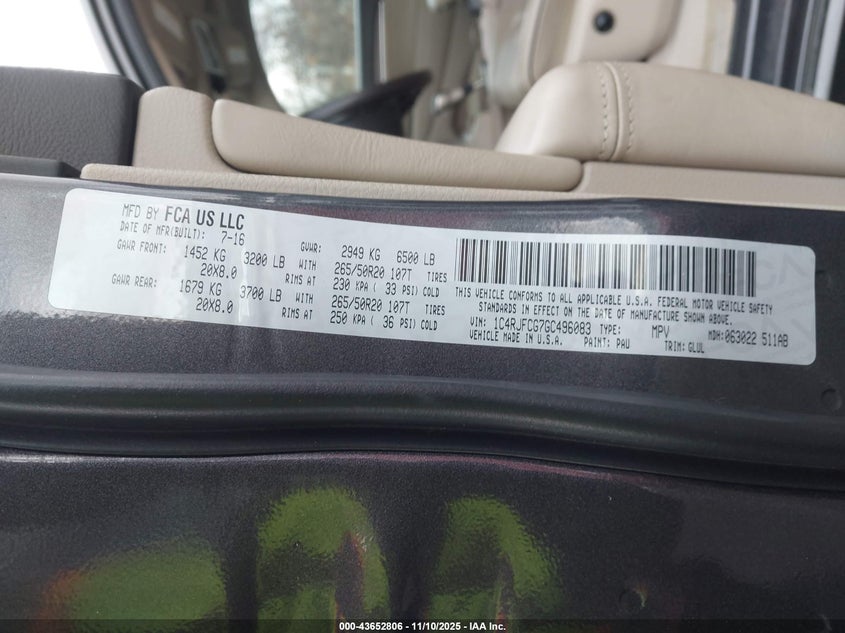 MFD BY FCA US LLC
DATE OF MFR(BUILT): 7-16 GVWR: 2949 KG 6500 LB
GAWR FRONT: 1452 KG 3200 LB WITH 265/50R20 107T TIRES
20X8.0 RIMS AT 230 KPA ( 33 PSI) COLD
GAWR REAR: 1679 KG 3700 LB WITH 265/50R20 107T TIRES
20X8.0 RIMS AT 250 KPA ( 36 PSI) COLD
THIS VEHICLE CONFORMS TO ALL APPLICABLE U.S.A. FEDERAL MOTOR VEHICLE SAFETY
STANDARDS IN EFFECT ON THE DATE OF MANUFACTURE SHOWN ABOVE.
VIN: 1C4RJFCG7GC496083 TYPE: MPV MDH:063022 511AB
VEHICLE MADE IN U.S.A. PAINT: PAU TRIM: GLUL
000-43652806 - 11/10/2025 - IAA Inc.